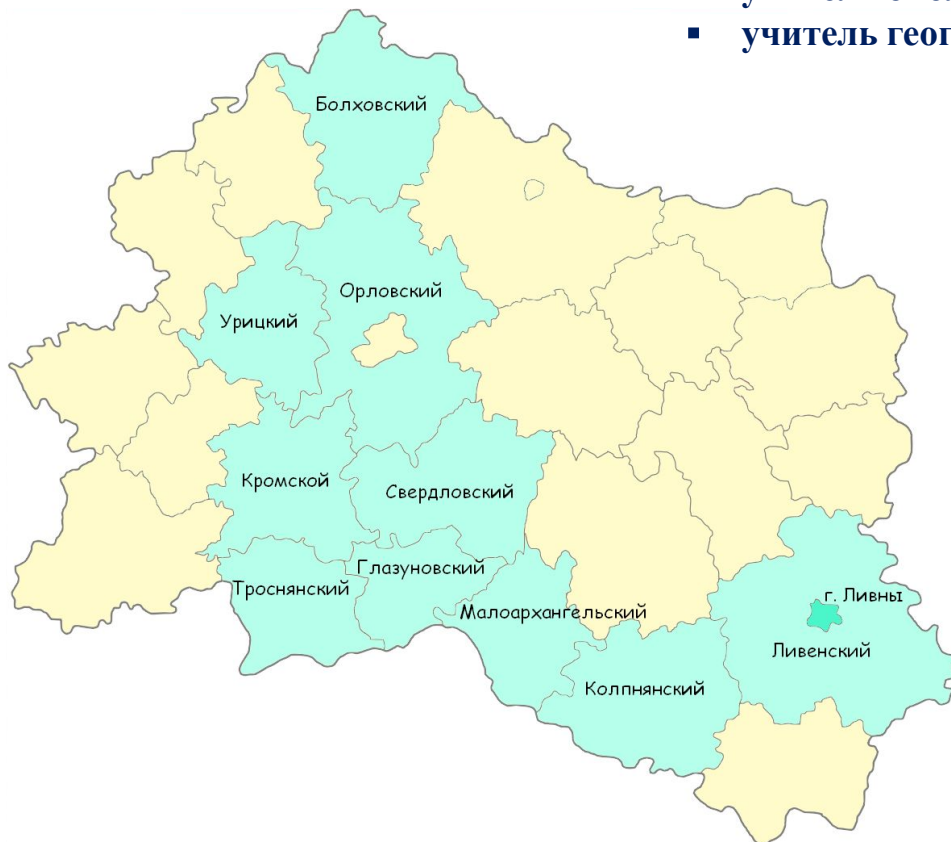 учитель геог
Болховский
Орловский
Урицкий
Кромской
Свердловский
Глазуновский
Троснянский
Малоархангельский
г. Ливны
Ливенский
Колпнянский